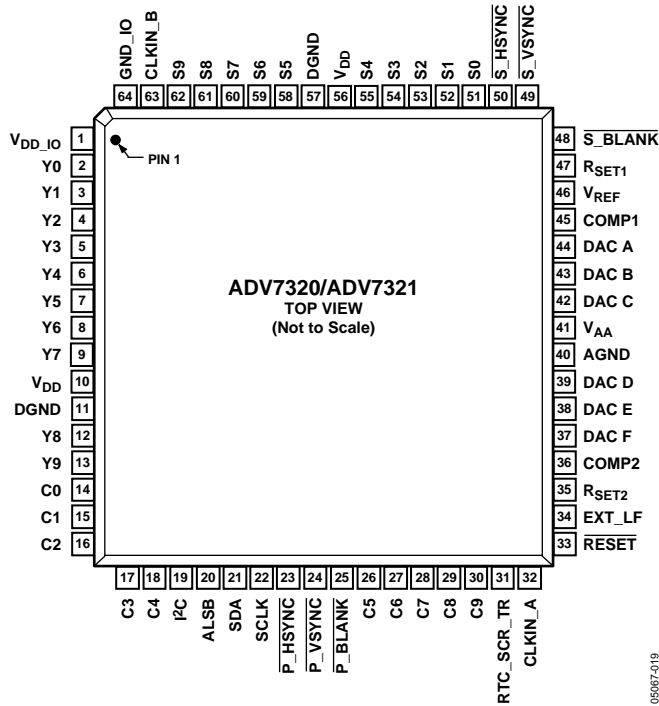 64 GND_IO
63 CLKIN_B
62 S9
61 S8
60 S7
59 S6
58 S5
57 DGND
56 VDD
55 S4
54 S3
53 S2
52 S1
51 S0
50 S_HSYNC
49 S_VSYNC
VDD_IO 1
Y0 2
Y1 3
Y2 4
Y3 5
Y4 6
Y5 7
Y6 8
Y7 9
VDD 10
DGND 11
Y8 12
Y9 13
C0 14
C1 15
C2 16
PIN 1
ADV7320/ADV7321
TOP VIEW
(Not to Scale)
48 S_BLANK
47 RSET1
46 VREF
45 COMP1
44 DAC A
43 DAC B
42 DAC C
41 VAA
40 AGND
39 DAC D
38 DAC E
37 DAC F
36 COMP2
35 RSET2
34 EXT_LF
33 RESET
17 C3
18 C4
19 I²C
20 ALSB
21 SDA
22 SCLK
23 P_HSYNC
24 P_VSYNC
25 P_BLANK
26 C5
27 C6
28 C7
29 C8
30 C9
31 RTC_SCR_TR
32 CLKIN_A
05067-019